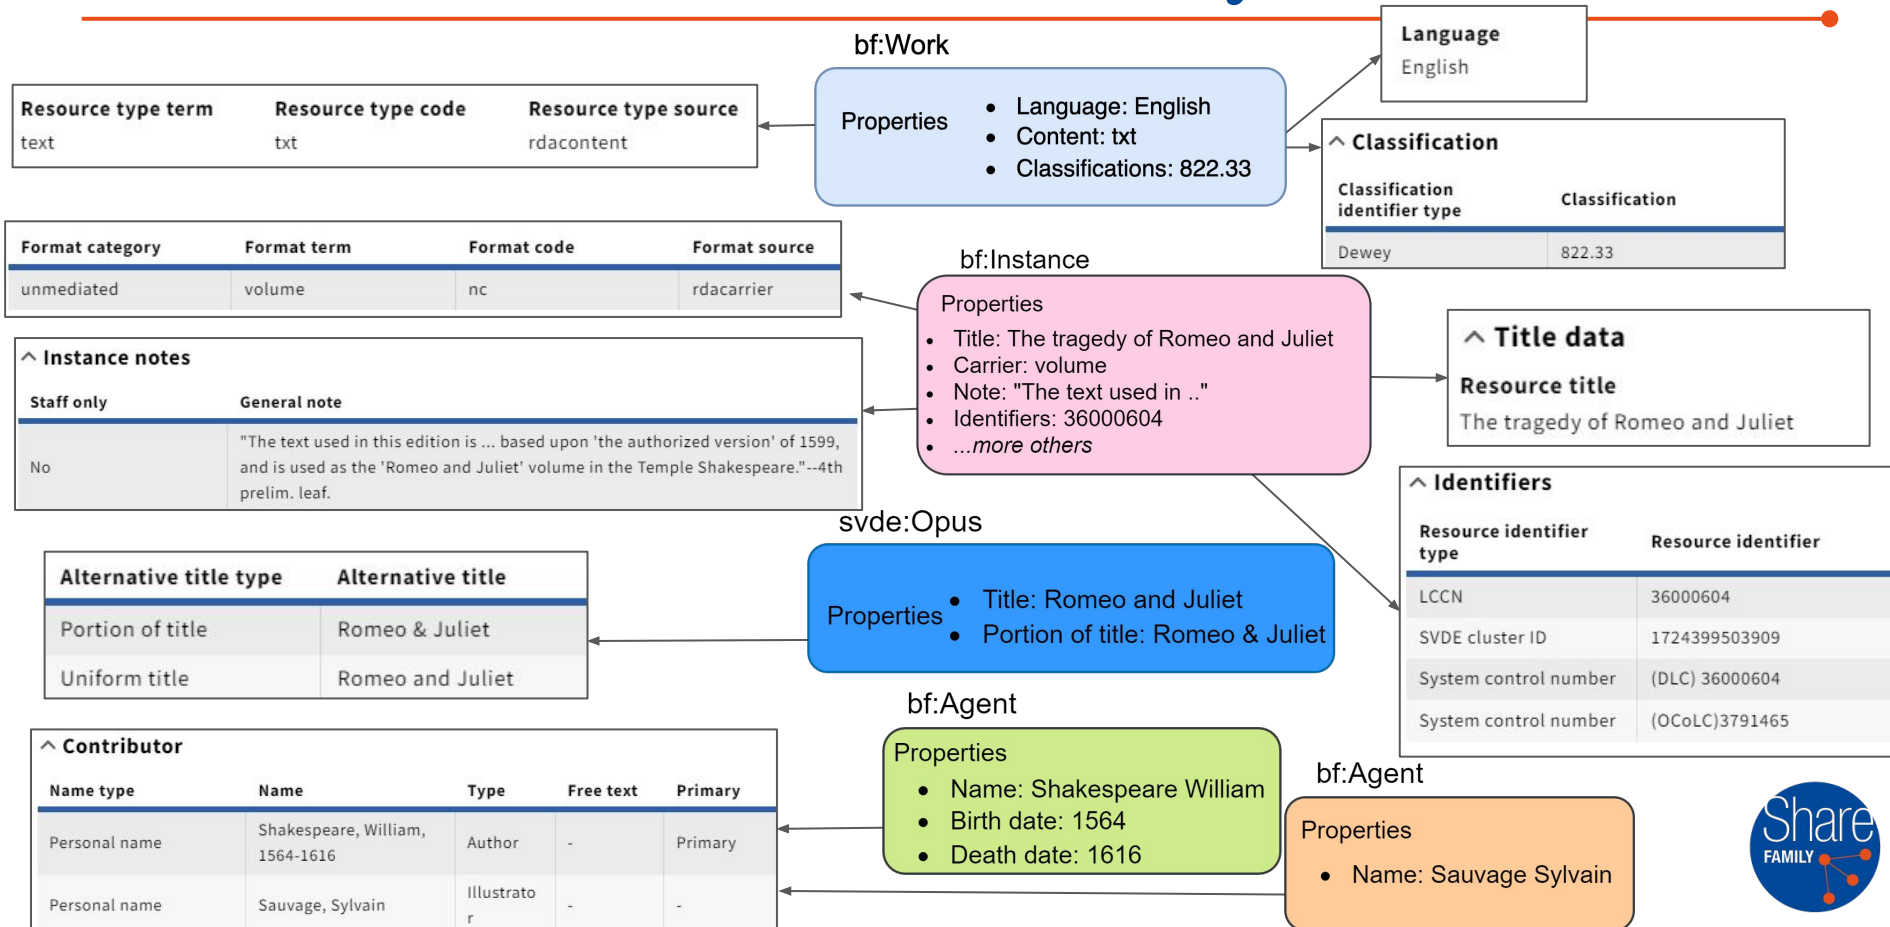 bf:Work
Language
English
Resource type term Resource type code Resource type source
text txt rdacontent
Properties
• Language: English
• Content: txt
• Classifications: 822.33
Classification
Classification identifier type Classification
Dewey 822.33
Format category Format term Format code Format source
unmediated volume nc rdacarrier
bf:Instance
Properties
• Title: The tragedy of Romeo and Juliet
• Carrier: volume
• Note: "The text used in .."
• Identifiers: 36000604
• ...more others
Instance notes
Staff only General note
No
"The text used in this edition is ... based upon 'the authorized version' of 1599,
and is used as the 'Romeo and Juliet' volume in the Temple Shakespeare."--4th
prelim. leaf.
Title data
Resource title
The tragedy of Romeo and Juliet
Identifiers
Resource identifier type Resource identifier
LCCN 36000604
SVDE cluster ID 1724399503909
System control number (DLC) 36000604
System control number (OCoLC)3791465
svde:Opus
Properties
• Title: Romeo and Juliet
• Portion of title: Romeo & Juliet
Alternative title type Alternative title
Portion of title Romeo & Juliet
Uniform title Romeo and Juliet
bf:Agent
Properties
• Name: Shakespeare William
• Birth date: 1564
• Death date: 1616
Contributor
Name type Name Type Free text Primary
Personal name Shakespeare, William, 1564-1616 Author - Primary
Personal name Sauvage, Sylvain Illustrator - -
bf:Agent
Properties
• Name: Sauvage Sylvain
Share
FAMILY